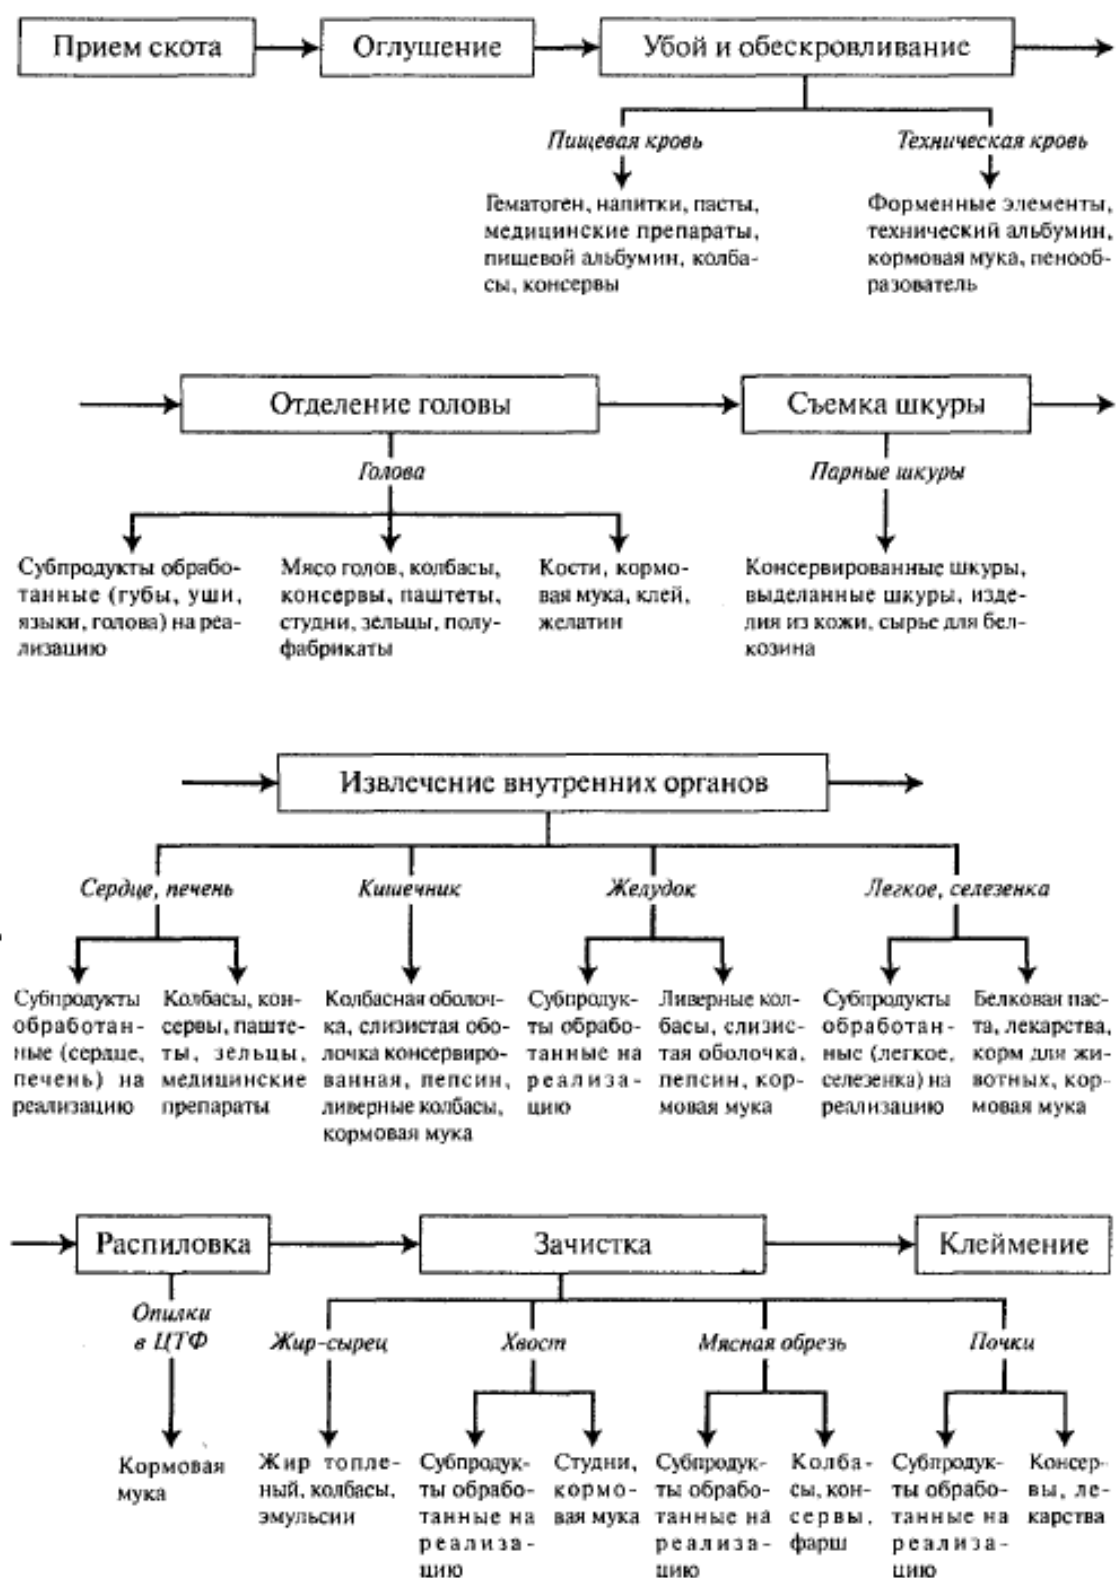 Прием скота
Оглушение
Убой и обескровливание
Пищевая кровь
Техническая кровь
Гематоген, напитки, пасты,
медицинские препараты,
пищевой альбумин, колба-
сы, консервы
Форменные элементы,
технический альбумин,
кормовая мука, пенооб-
разователь
Отделение головы
Съемка шкуры
Голова
Парные шкуры
Субпродукты обрабо-
танные (губы, уши,
языки, голова) на реа-
лизацию
Мясо голов, колбасы,
консервы, паштеты,
студни, зельцы, полу-
фабрикаты
Кости, кормо-
вая мука, клей,
желатин
Консервированные шкуры,
выделанные шкуры, изде-
лия из кожи, сырье для бел-
козина
Извлечение внутренних органов
Сердце, печень
Кишечник
Желудок
Легкое, селезенка
Субпродукты
обработан-
ные (сердце,
печень) на
реализацию
Колбасы, кон-
сервы, паште-
ты, зельцы,
медицинские
препараты
Колбасная оболоч-
ка, слизистая обо-
лочка консервиро-
ванная, пепсин,
ливерные колбасы,
кормовая мука
Субпродук-
ты обрабо-
танные на
реализа-
цию
Ливерные кол-
басы, слизис-
тая оболочка,
пепсин, кор-
мовая мука
Субпродукты
обработан-
ные (легкое,
селезенка) на
реализацию
Белковая пас-
та, лекарства,
корм для жи-
вотных, кор-
мовая мука
Распиловка
Зачистка
Клеймение
Опилки
в ЦТФ
Жир-сырец
Хвост
Мясная обрезь
Почки
Кормовая
мука
Жир топле-
ный, колбасы,
эмульсии
Субпродук-
ты обрабо-
танные на
реализа-
цию
Студни,
кормо-
вая мука
Субпродук-
ты обрабо-
танные на
реализа-
цию
Колба-
сы, кон-
сервы,
фарш
Субпродук-
ты обрабо-
танные на
реализа-
цию
Консер-
вы, ле-
карства